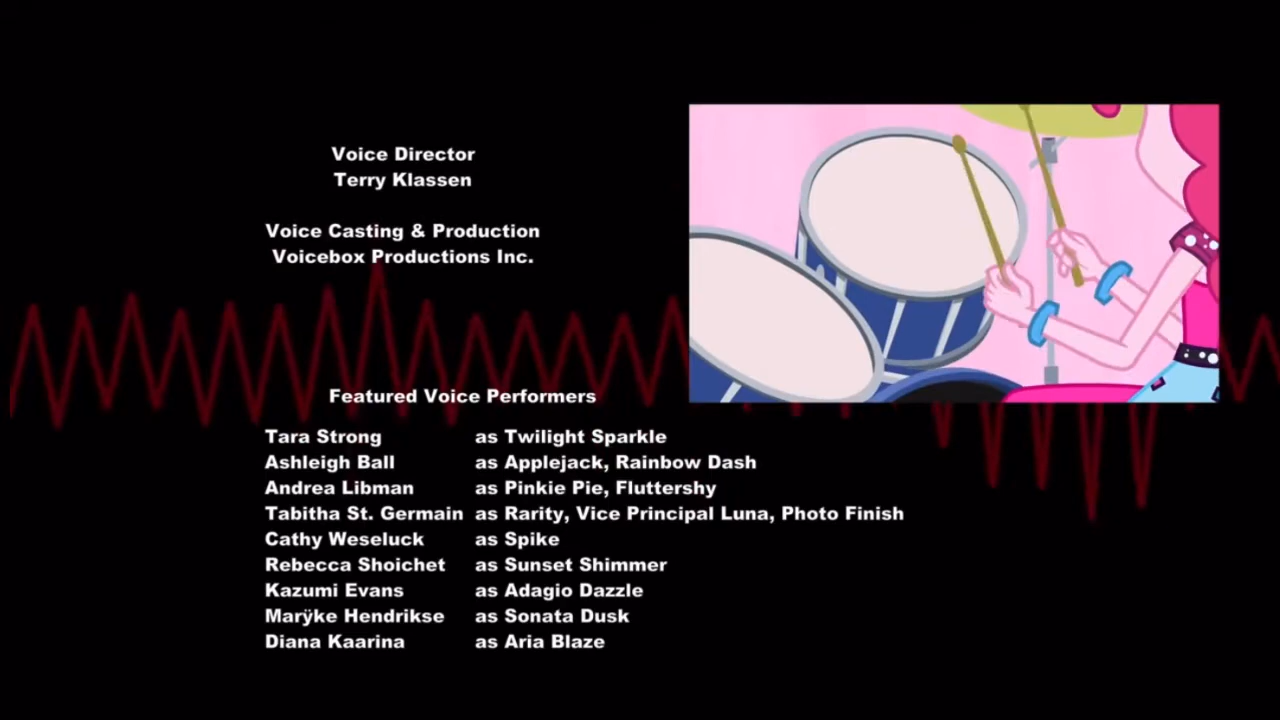 Voice Director
Terry Klassen
Voice Casting & Production
Voicebox Productions Inc.
Featured Voice Performers
Tara Strong as Twilight Sparkle
Ashleigh Ball as Applejack, Rainbow Dash
Andrea Libman as Pinkie Pie, Fluttershy
Tabitha St. Germain as Rarity, Vice Principal Luna, Photo Finish
Cathy Weseluck as Spike
Rebecca Shoichet as Sunset Shimmer
Kazumi Evans as Adagio Dazzle
Marÿke Hendrikse as Sonata Dusk
Diana Kaarina as Aria Blaze